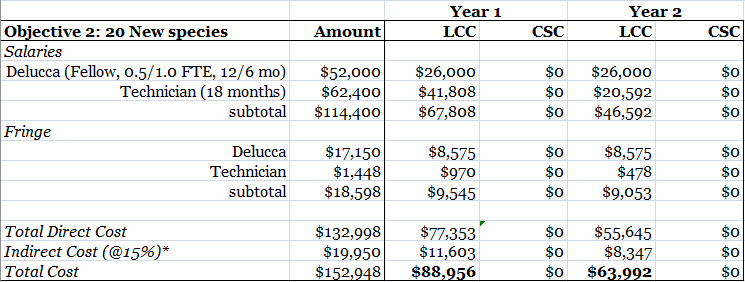 Year 1 Year 2
Objective 2: 20 New species Amount LCC CSC LCC CSC
Salaries
Delucca (Fellow, 0.5/1.0 FTE, 12/6 mo) $52,000 $26,000 $0 $26,000 $0
Technician (18 months) $62,400 $41,808 $0 $20,592 $0
subtotal $114,400 $67,808 $0 $46,592 $0
Fringe
Delucca $17,150 $8,575 $0 $8,575 $0
Technician $1,448 $970 $0 $478 $0
subtotal $18,598 $9,545 $0 $9,053 $0
Total Direct Cost $132,998 $77,353 $0 $55,645 $0
Indirect Cost (@15%)* $19,950 $11,603 $0 $8,347 $0
Total Cost $152,948 $88,956 $0 $63,992 $0